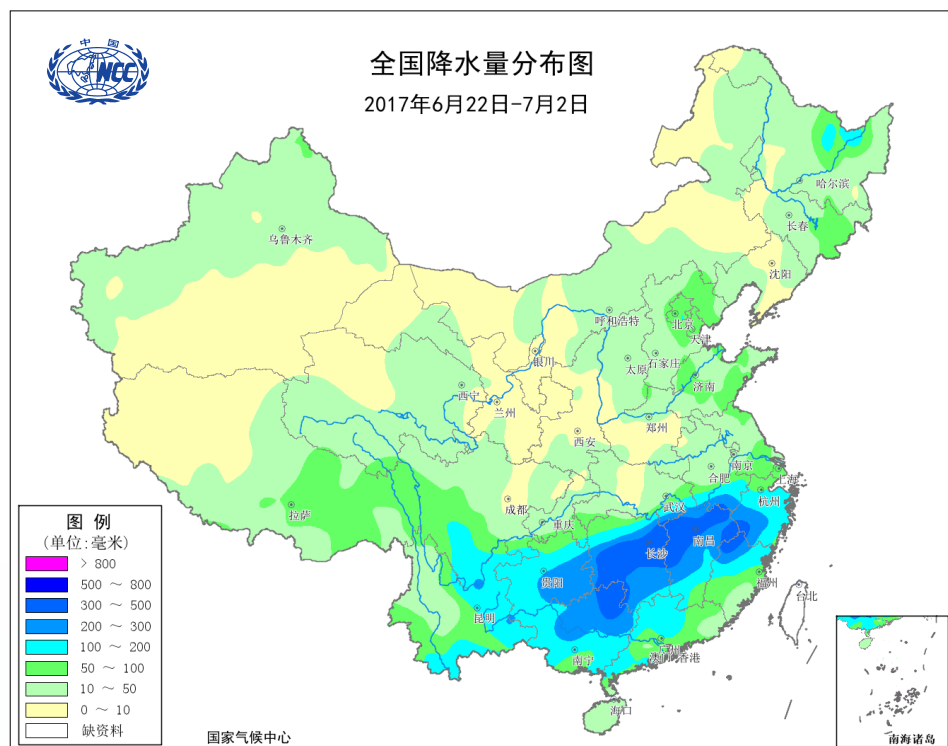 中国
NCC
全国降水量分布图
2017年6月22日-7月2日
哈尔滨
长春
乌鲁木齐
沈阳
呼和浩特
北京
天津
银川
太原
石家庄
西宁
济南
兰州
郑州
西安
南京
合肥
上海
成都
武汉
杭州
拉萨
重庆
南昌
长沙
贵阳
福州
台北
昆明
广州
南宁
澳门
香港
海口
图 例
(单位:毫米)
> 800
500 ~ 800
300 ~ 500
200 ~ 300
100 ~ 200
50 ~ 100
10 ~ 50
0 ~ 10
缺资料
国家气候中心
南海诸岛